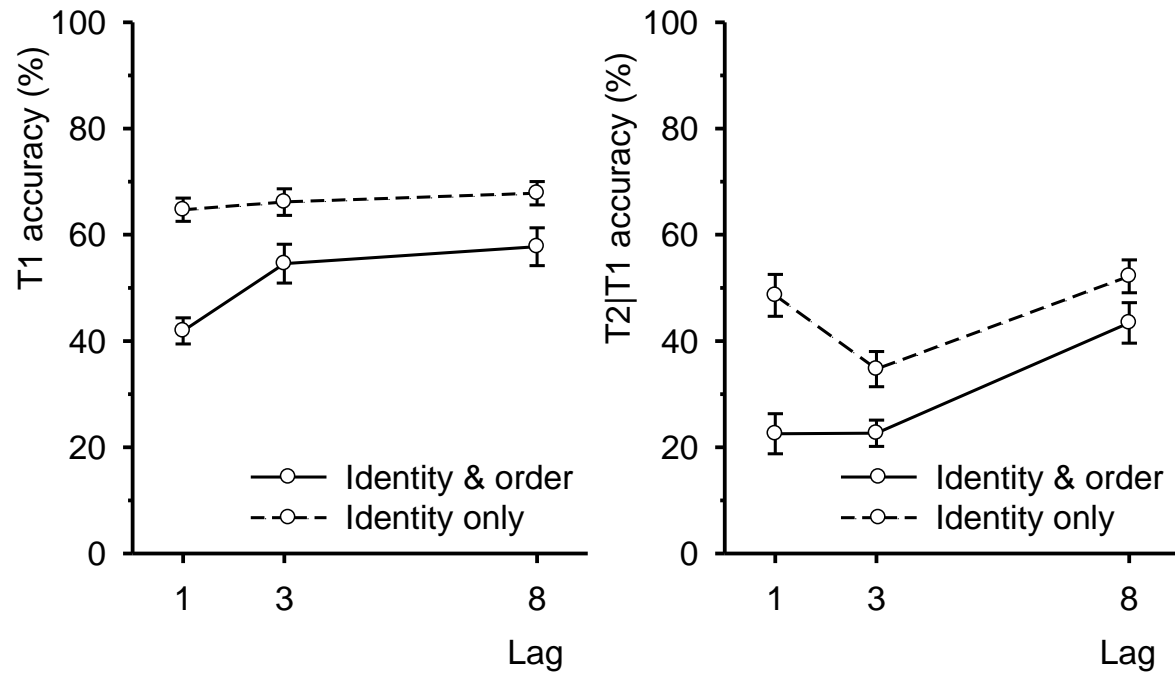 T1 accuracy (%)
100
80
60
40
20
0
Identity & order
Identity only
1 3 8
Lag
T2|T1 accuracy (%)
100
80
60
40
20
0
Identity & order
Identity only
1 3 8
Lag